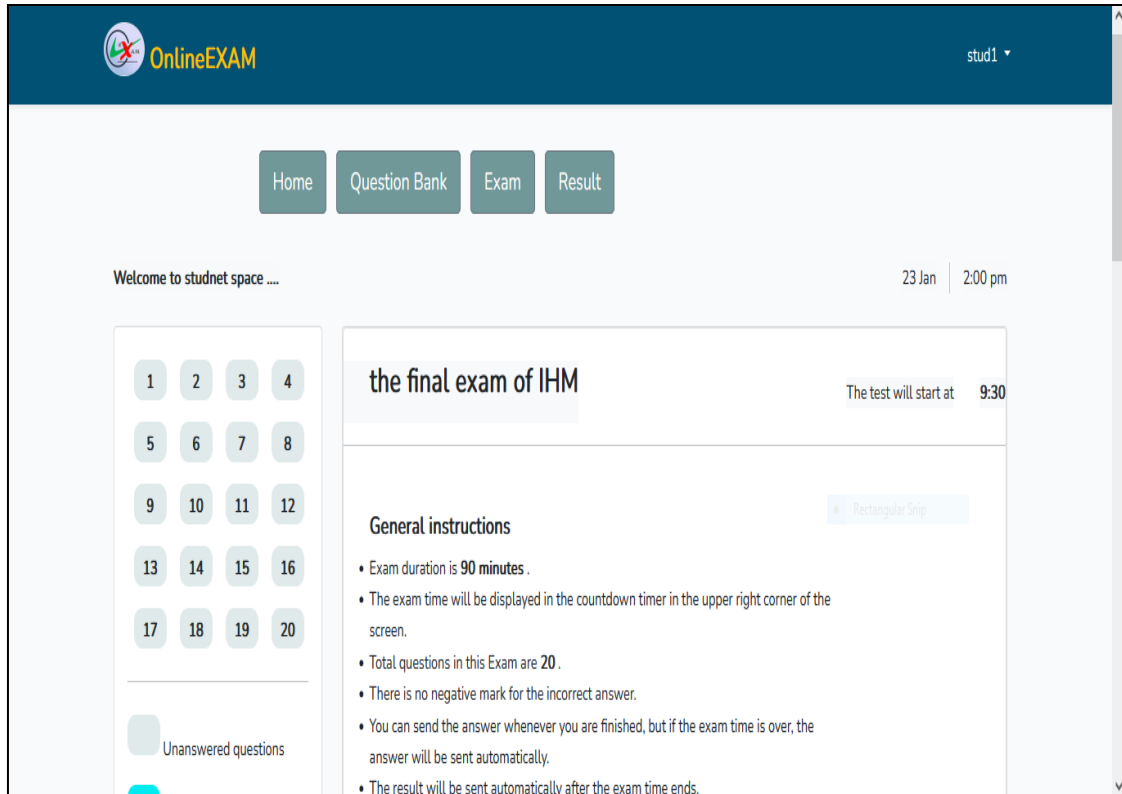 OnlineEXAM
stud1
Home Question Bank Exam Result
Welcome to studnet space ....
23 Jan 2:00 pm
1 2 3 4
5 6 7 8
9 10 11 12
13 14 15 16
17 18 19 20
Unanswered questions
the final exam of IHM
The test will start at 9:30
Rectangular Snip
General instructions
• Exam duration is 90 minutes .
• The exam time will be displayed in the countdown timer in the upper right corner of the
screen.
• Total questions in this Exam are 20 .
• There is no negative mark for the incorrect answer.
• You can send the answer whenever you are finished, but if the exam time is over, the
answer will be sent automatically.
• The result will be sent automatically after the exam time ends.